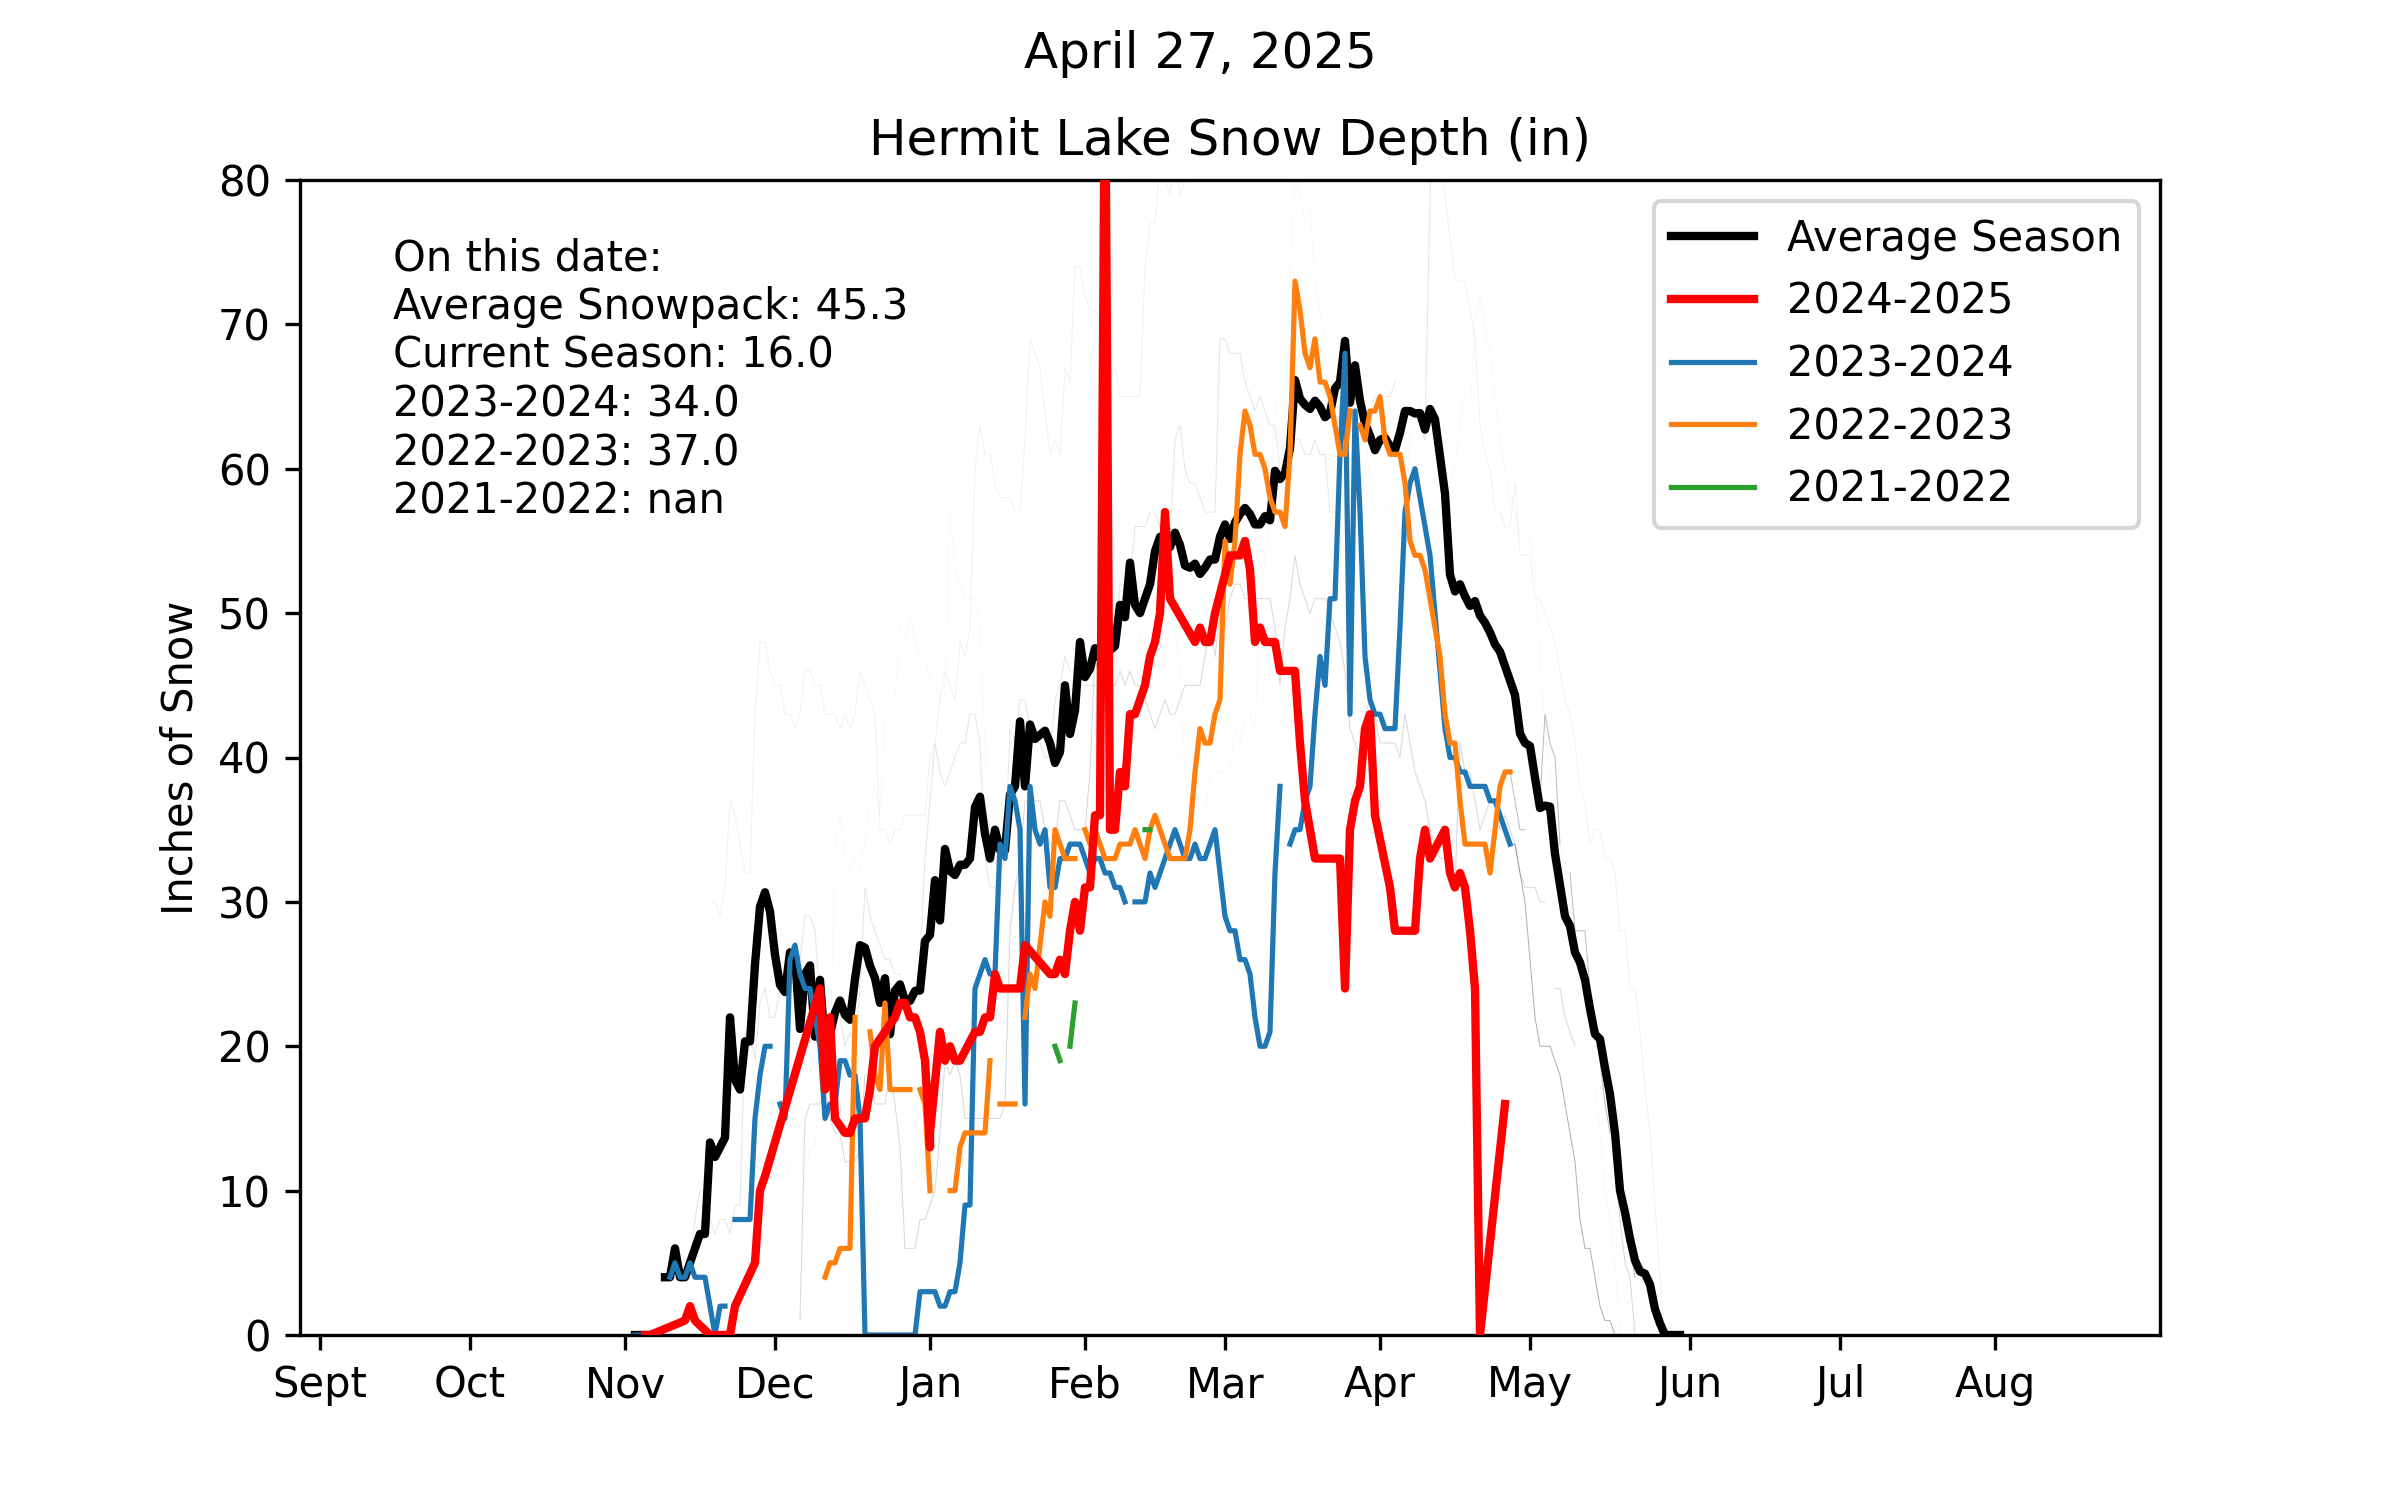 April 27, 2025
Hermit Lake Snow Depth (in)
80
70
60
50
40
30
20
10
0
Inches of Snow
On this date:
Average Snowpack: 45.3
Current Season: 16.0
2023-2024: 34.0
2022-2023: 37.0
2021-2022: nan
Average Season
2024-2025
2023-2024
2022-2023
2021-2022
Sept Oct Nov Dec Jan Feb Mar Apr May Jun Jul Aug